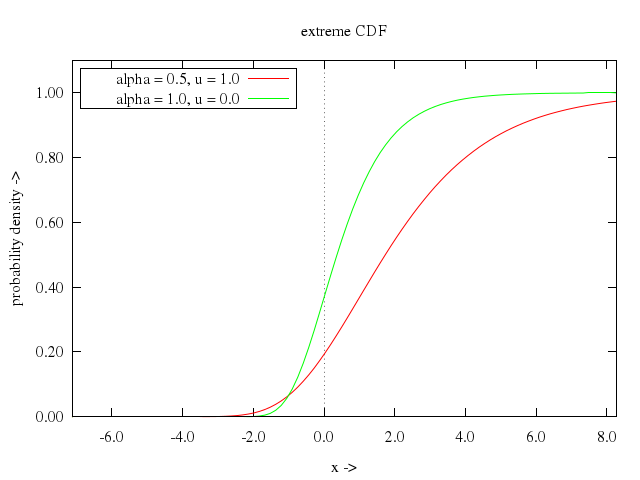 extreme CDF
alpha = 0.5, u = 1.0
alpha = 1.0, u = 0.0
1.00
0.80
0.60
0.40
0.20
0.00
probability density ->
-6.0 -4.0 -2.0 0.0 2.0 4.0 6.0 8.0
x ->